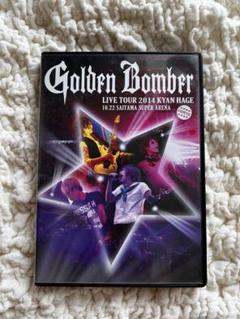 Golden Bomber
LIVE TOUR 2014 KYAN HAGE
10.22 SAITAMA SUPER ARENA